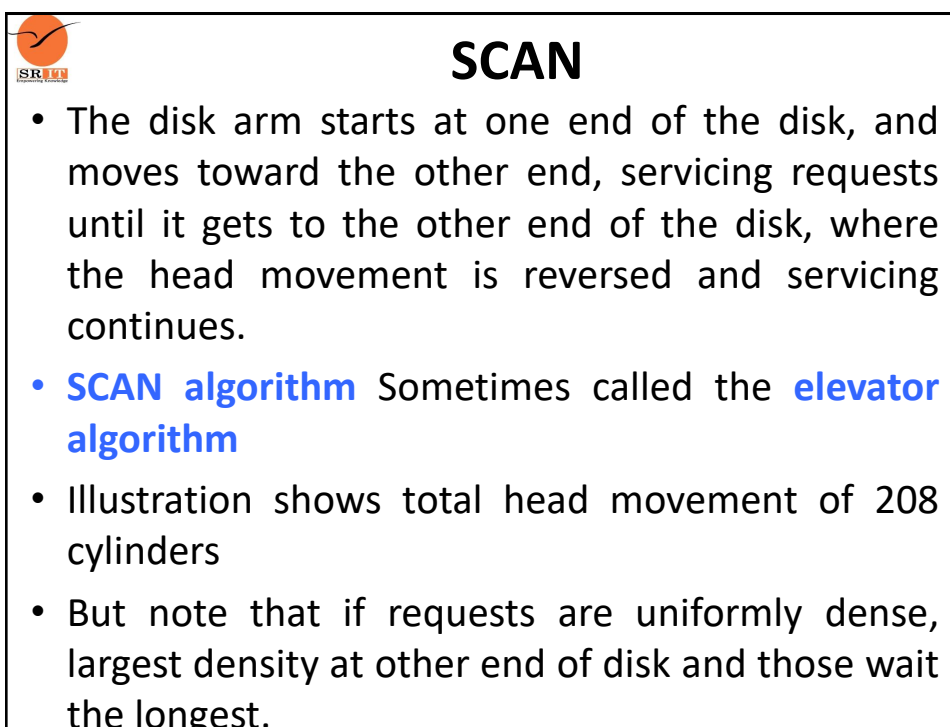 SRIT
Empowering Knowledge
SCAN
• The disk arm starts at one end of the disk, and
moves toward the other end, servicing requests
until it gets to the other end of the disk, where
the head movement is reversed and servicing
continues.
• SCAN algorithm Sometimes called the elevator
algorithm
• Illustration shows total head movement of 208
cylinders
• But note that if requests are uniformly dense,
largest density at other end of disk and those wait
the longest.